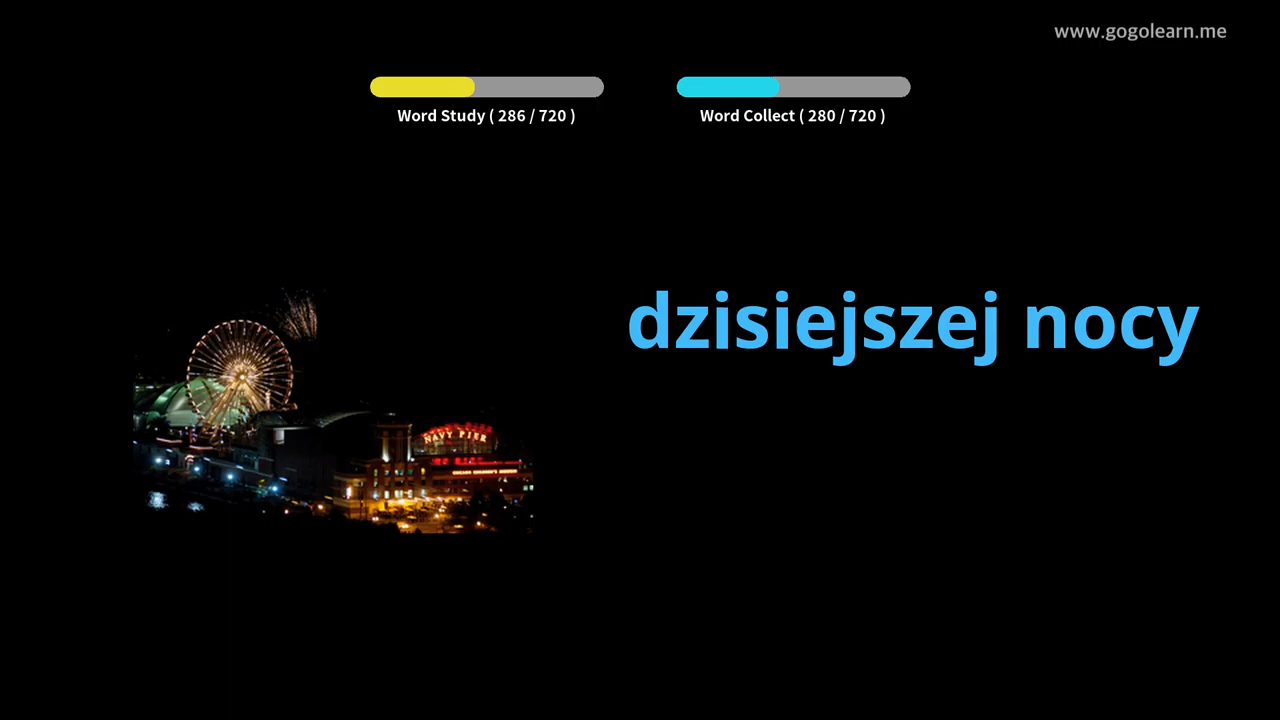 www.gogolearn.me
Word Study ( 286 / 720 )
Word Collect ( 280 / 720 )
dzisiejszej nocy
NAVY PIER